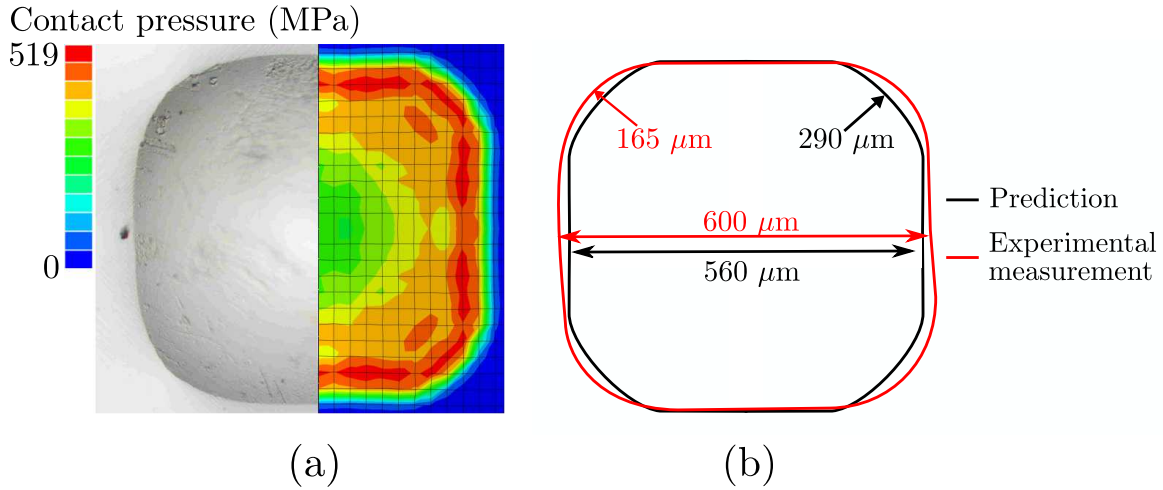 Contact pressure (MPa)
519
0
165 μm
290 μm
600 μm
560 μm
Prediction
Experimental
measurement
(a)
(b)